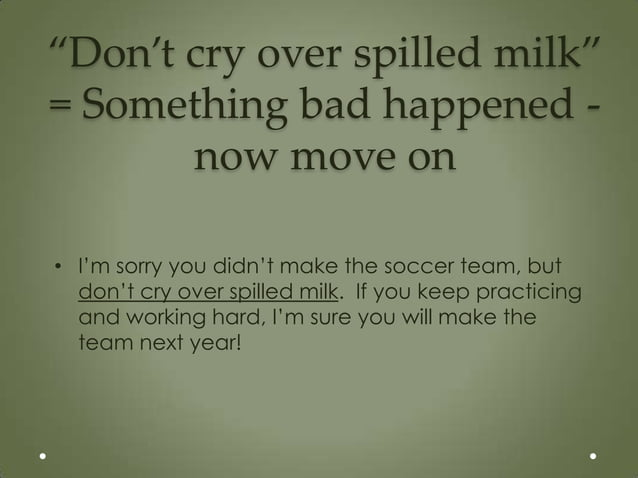 “Don’t cry over spilled milk”
= Something bad happened -
now move on
• I’m sorry you didn’t make the soccer team, but
don’t cry over spilled milk.  If you keep practicing
and working hard, I’m sure you will make the
team next year!